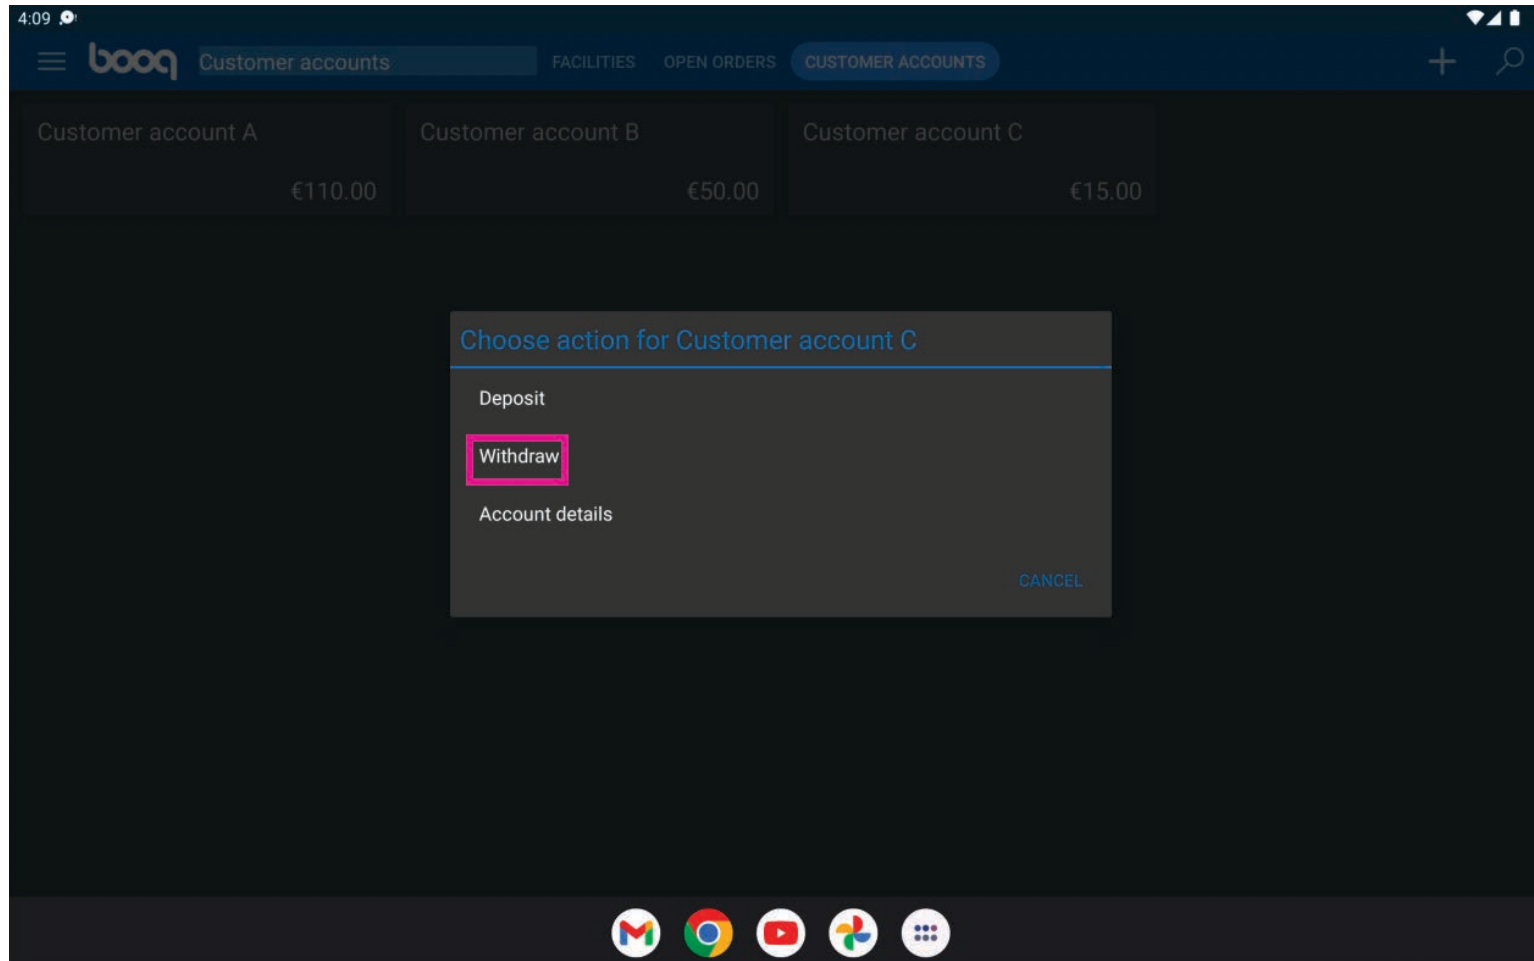 4:09
booq Customer accounts FACILITIES OPEN ORDERS CUSTOMER ACCOUNTS
Customer account A Customer account B Customer account C
€110.00 €50.00 €15.00
Choose action for Customer account C
Deposit
Withdraw
Account details
CANCEL